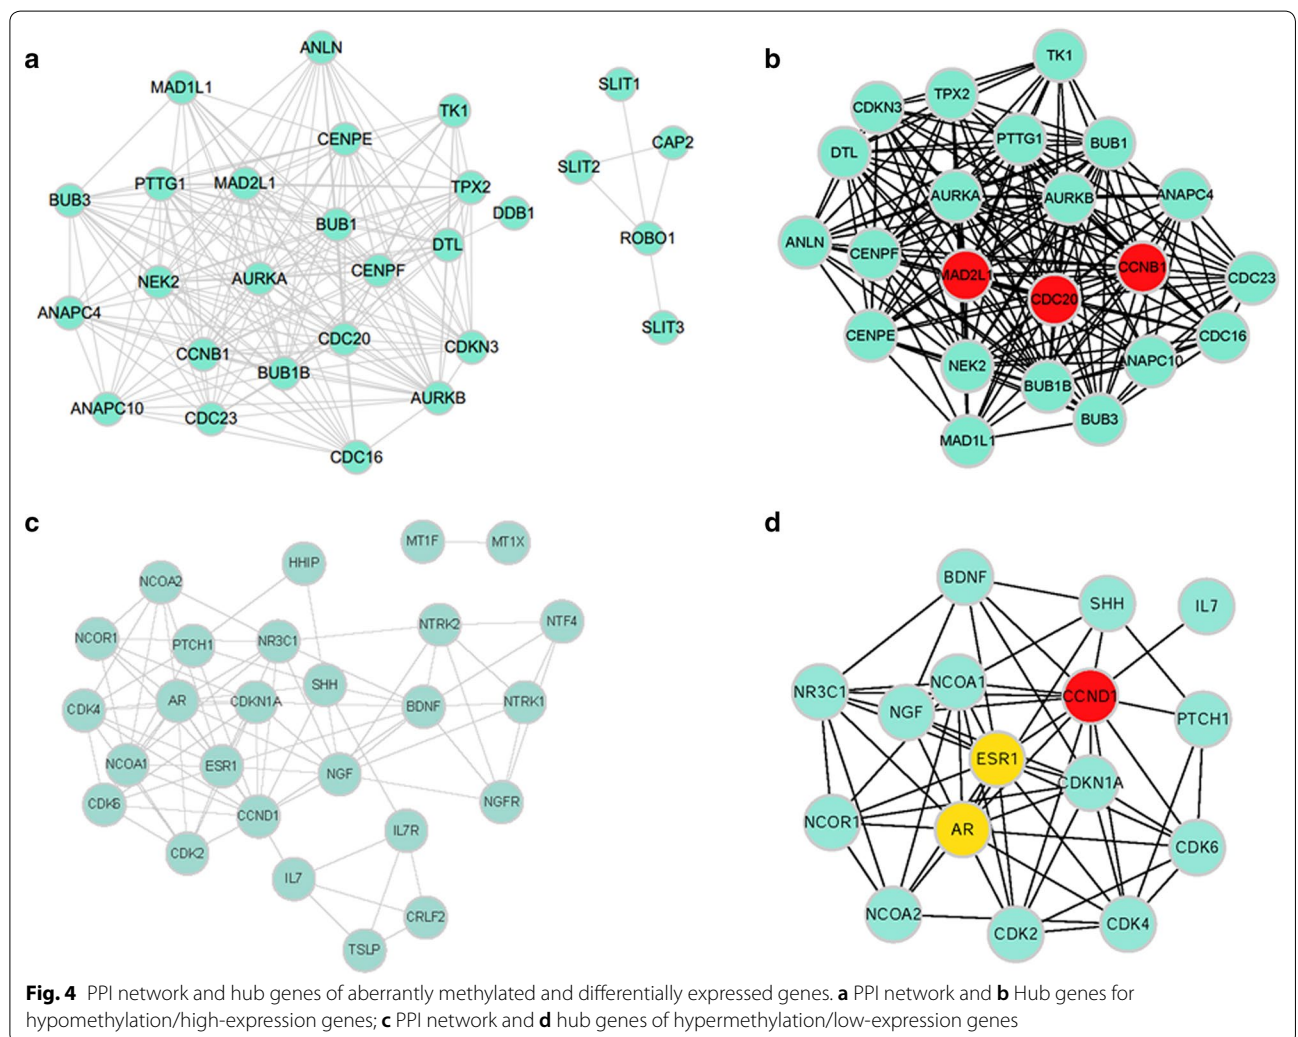 a
ANLN
MAD1L1
TK1
CENPE
PTTG1
MAD2L1
BUB3
TPX2
DDB1
BUB1
DTL
NEK2
AURKA
CENPF
ANAPC4
CDC20
CCNB1
CDKN3
BUB1B
AURKB
ANAPC10
CDC23
CDC16
SLIT1
CAP2
SLIT2
ROBO1
SLIT3
b
TK1
TPX2
CDKN3
PTTG1
BUB1
DTL
AURKA
AURKB
ANAPC4
ANLN
CENPF
MAD2L1
CCNB1
CDC20
CDC23
CENPE
CDC16
ANAPC10
NEK2
BUB1B
BUB3
MAD1L1
c
MT1F
MT1X
HHIP
NCOA2
NCOR1
PTCH1
NR3C1
NTRK2
NTF4
SHH
AR
CDKN1A
CDK4
BDNF
NTRK1
NCOA1
ESR1
NGF
CDK6
CCND1
NGFR
CDK2
IL7R
IL7
CRLF2
TSLP
d
BDNF
SHH
IL7
NCOA1
NR3C1
CCND1
NGF
PTCH1
ESR1
CDKN1A
NCOR1
AR
CDK6
NCOA2
CDK2
CDK4
Fig. 4 PPI network and hub genes of aberrantly methylated and differentially expressed genes. a PPI network and b Hub genes for
hypomethylation/high-expression genes; c PPI network and d hub genes of hypermethylation/low-expression genes